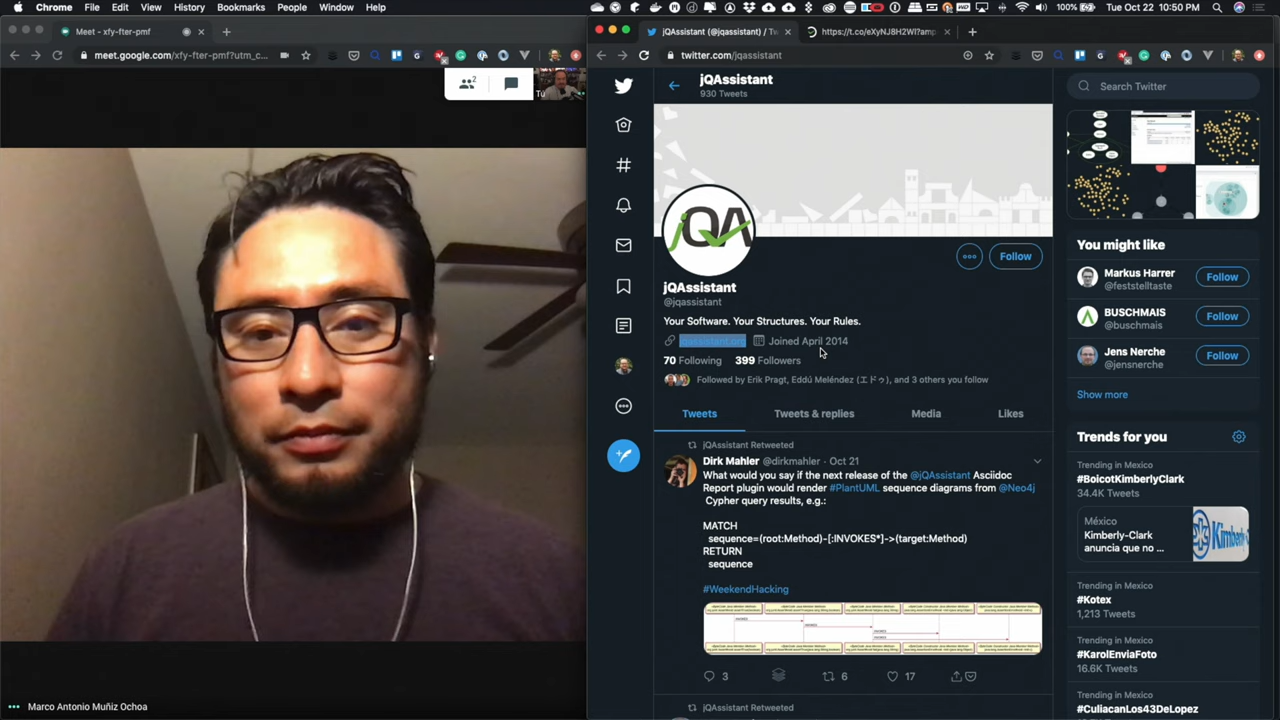 Chrome File Edit View History Bookmarks People Window Help
100% Tue Oct 22 10:50 PM
Meet - xfy-fter-pmf
jQAssistant (@jqassistant) / Tw
https://t.co/eXyNJ8H2WI?amp
meet.google.com/xfy-fter-pmf?utm_c...
twitter.com/jqassistant
2
Tu
jQAssistant
930 Tweets
Search Twitter
jQA
Follow
jQAssistant
@jqassistant
Your Software. Your Structures. Your Rules.
jqassistant.org Joined April 2014
70 Following 399 Followers
Followed by Erik Pragt, Eddú Meléndez (エドゥ), and 3 others you follow
Tweets Tweets & replies Media Likes
jQAssistant Retweeted
Dirk Mahler @dirkmahler · Oct 21
What would you say if the next release of the @jQAssistant Asciidoc
Report plugin would render #PlantUML sequence diagrams from @Neo4j
Cypher query results, e.g.:
MATCH
sequence=(root:Method)-[:INVOKES*]->(target:Method)
RETURN
sequence
#WeekendHacking
3 6 17
jQAssistant Retweeted
You might like
Markus Harrer
@feststelltaste
Follow
BUSCHMAIS
@buschmais
Follow
Jens Nerche
@jensnerche
Follow
Show more
Trends for you
Trending in Mexico
#BoicotKimberlyClark
34.4K Tweets
México
Kimberly-Clark
anuncia que no ...
Trending in Mexico
#Kotex
1,213 Tweets
Trending in Mexico
#KarolEnviaFoto
16.6K Tweets
Trending in Mexico
#CuliacanLos43DeLopez
Marco Antonio Muñiz Ochoa